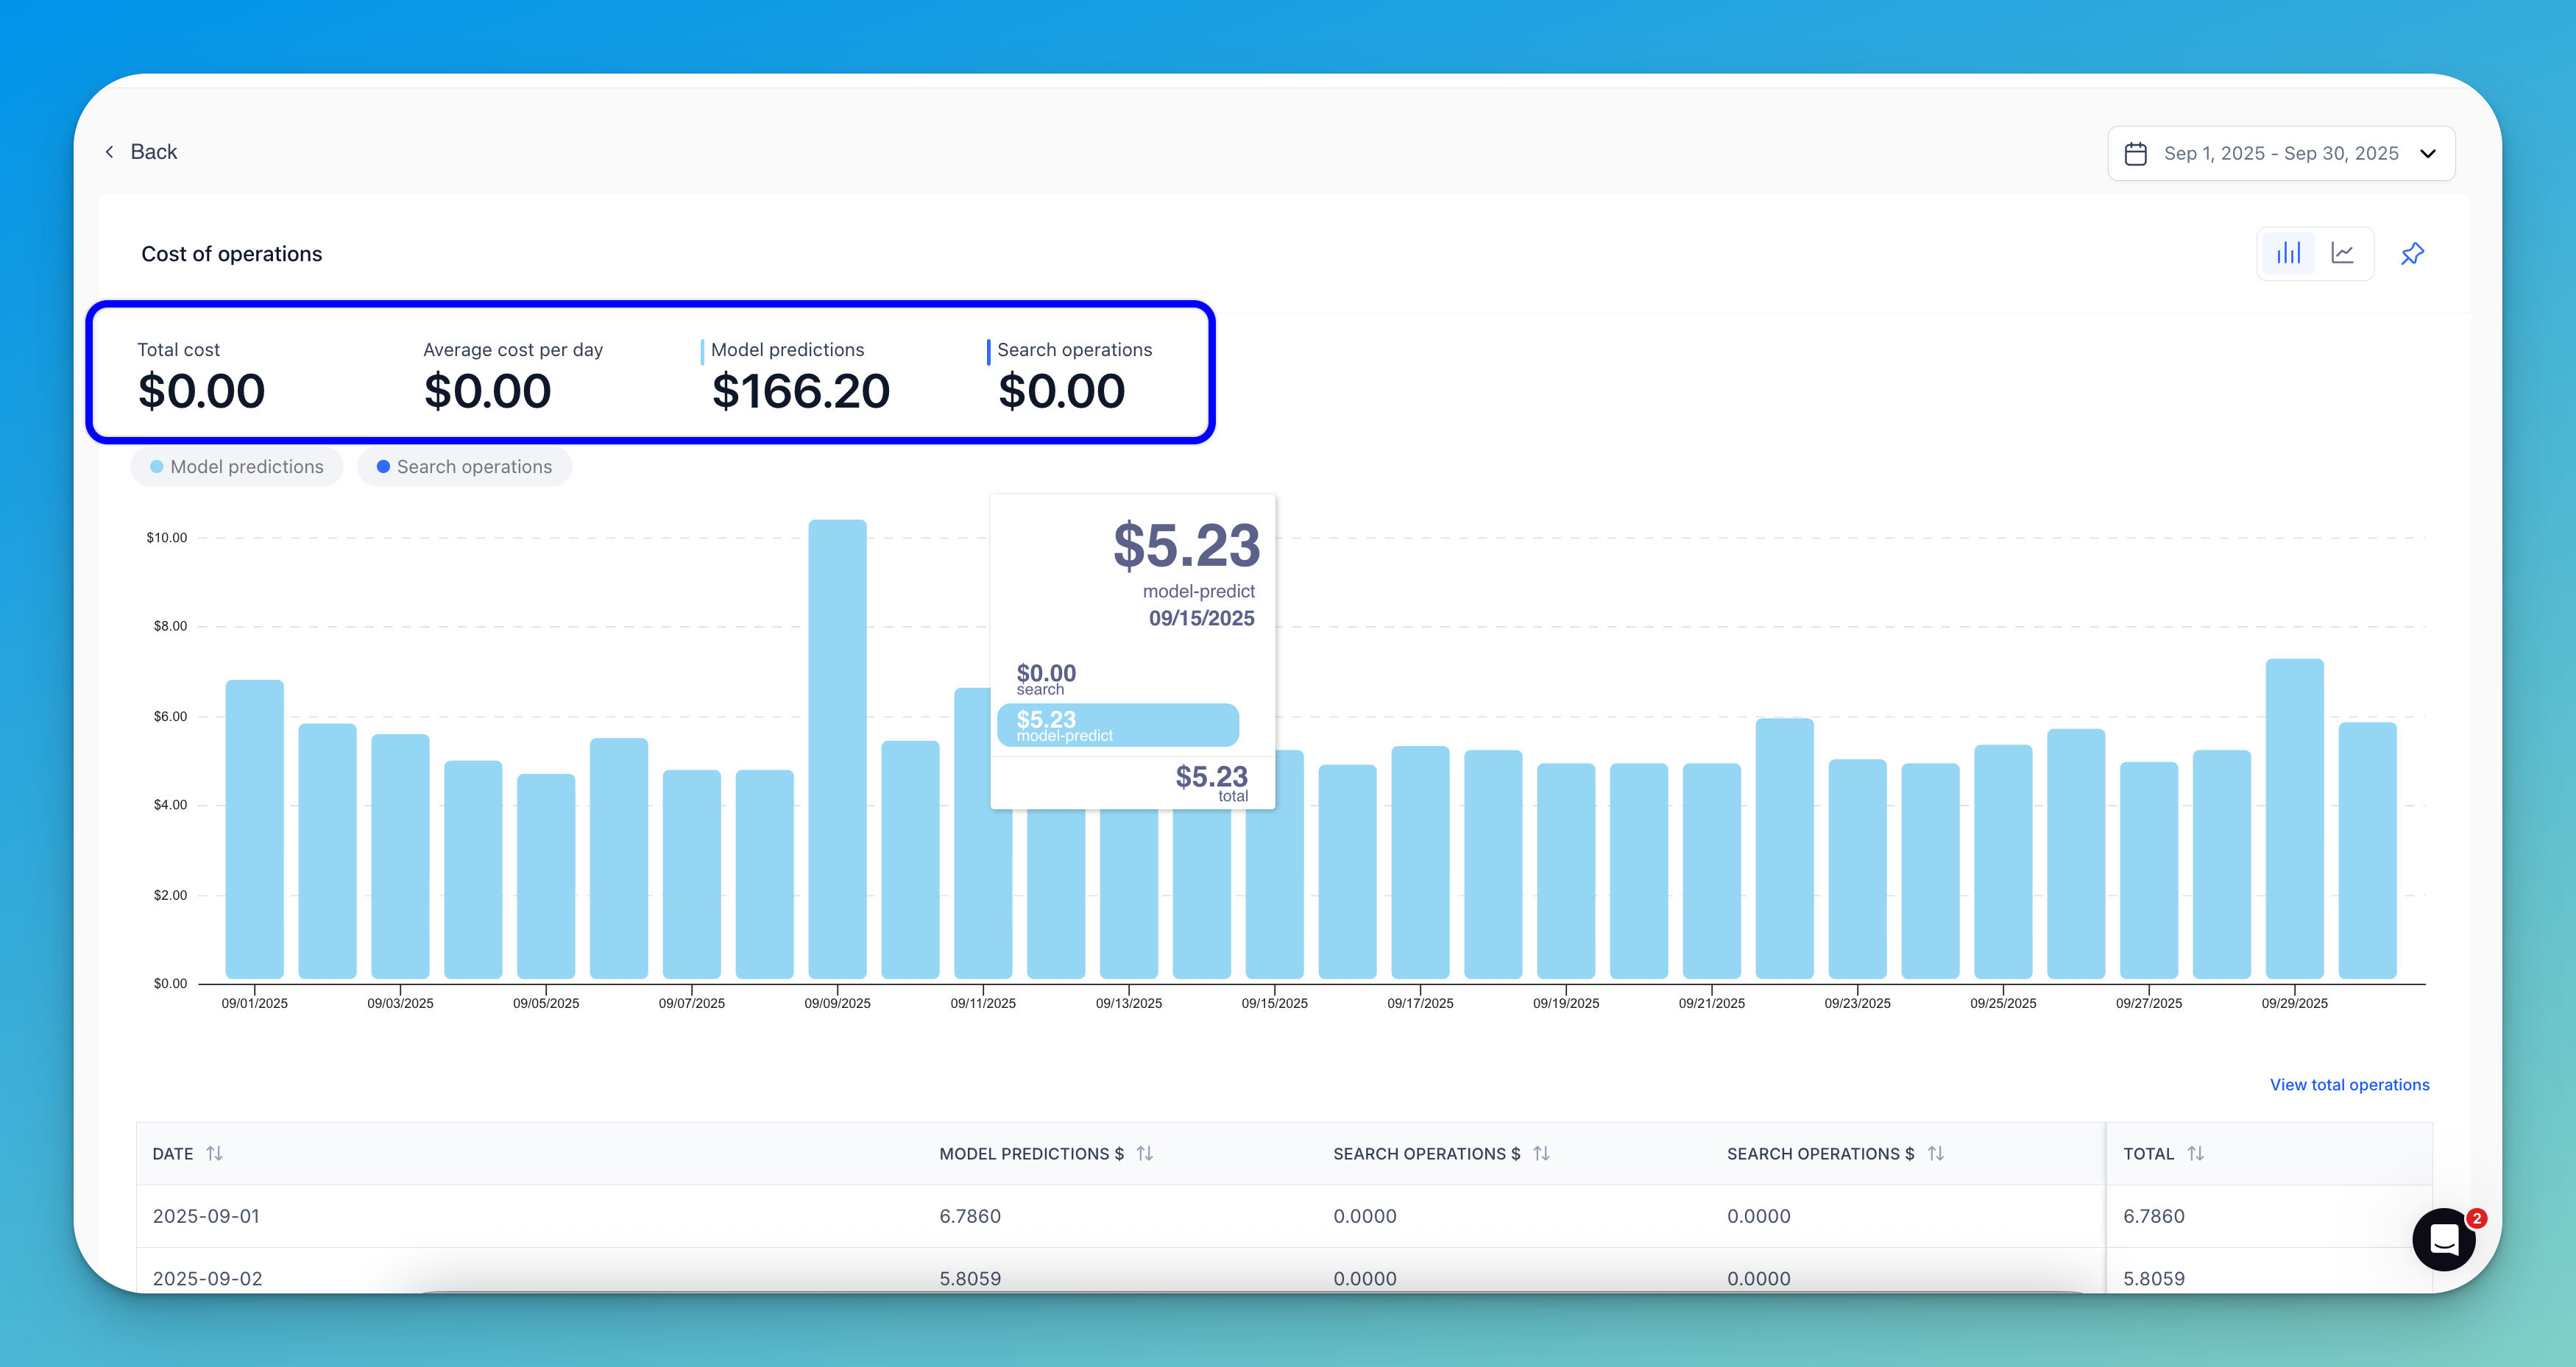 Back
Sep 1, 2025 - Sep 30, 2025
Cost of operations
Total cost Average cost per day Model predictions Search operations
$0.00 $0.00 $166.20 $0.00
Model predictions Search operations
$10.00
$8.00
$6.00
$4.00
$2.00
$0.00
$5.23
model-predict
09/15/2025
$0.00
search
$5.23
model-predict
$5.23
total
09/01/2025 09/03/2025 09/05/2025 09/07/2025 09/09/2025 09/11/2025 09/13/2025 09/15/2025 09/17/2025 09/19/2025 09/21/2025 09/23/2025 09/25/2025 09/27/2025 09/29/2025
View total operations
DATE MODEL PREDICTIONS $ SEARCH OPERATIONS $ SEARCH OPERATIONS $ TOTAL
2025-09-01 6.7860 0.0000 0.0000 6.7860
2
2025-09-02 5.8059 0.0000 0.0000 5.8059